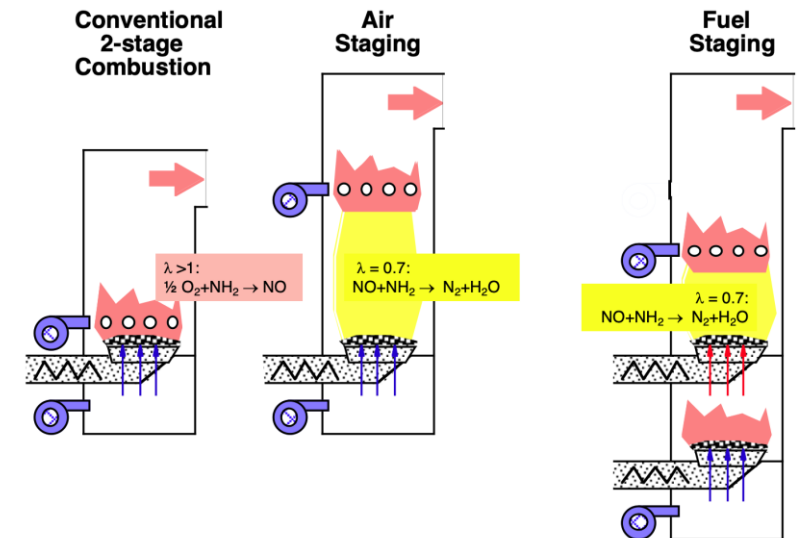 Conventional
2-stage
Combustion
Air
Staging
Fuel
Staging
λ >1:
½ O₂+NH₂ → NO
λ = 0.7:
NO+NH₂ → N₂+H₂O
λ = 0.7:
NO+NH₂ → N₂+H₂O